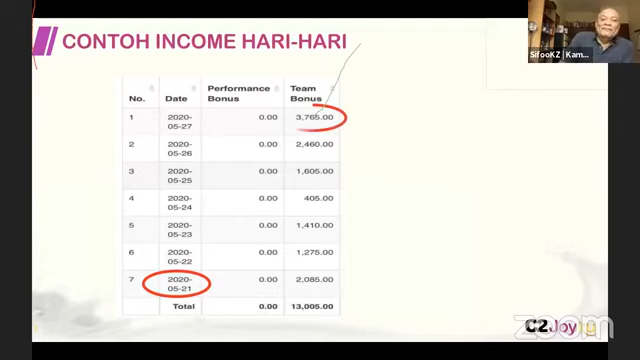 CONTOH INCOME HARI-HARI
SifooKZ | Kam...
No. Date Performance Bonus Team Bonus
1 2020-05-27 0.00 3,765.00
2 2020-05-26 0.00 2,460.00
3 2020-05-25 0.00 1,605.00
4 2020-05-24 0.00 405.00
5 2020-05-23 0.00 1,410.00
6 2020-05-22 0.00 1,275.00
7 2020-05-21 0.00 2,085.00
Total 0.00 13,005.00
C2Joy
zoom